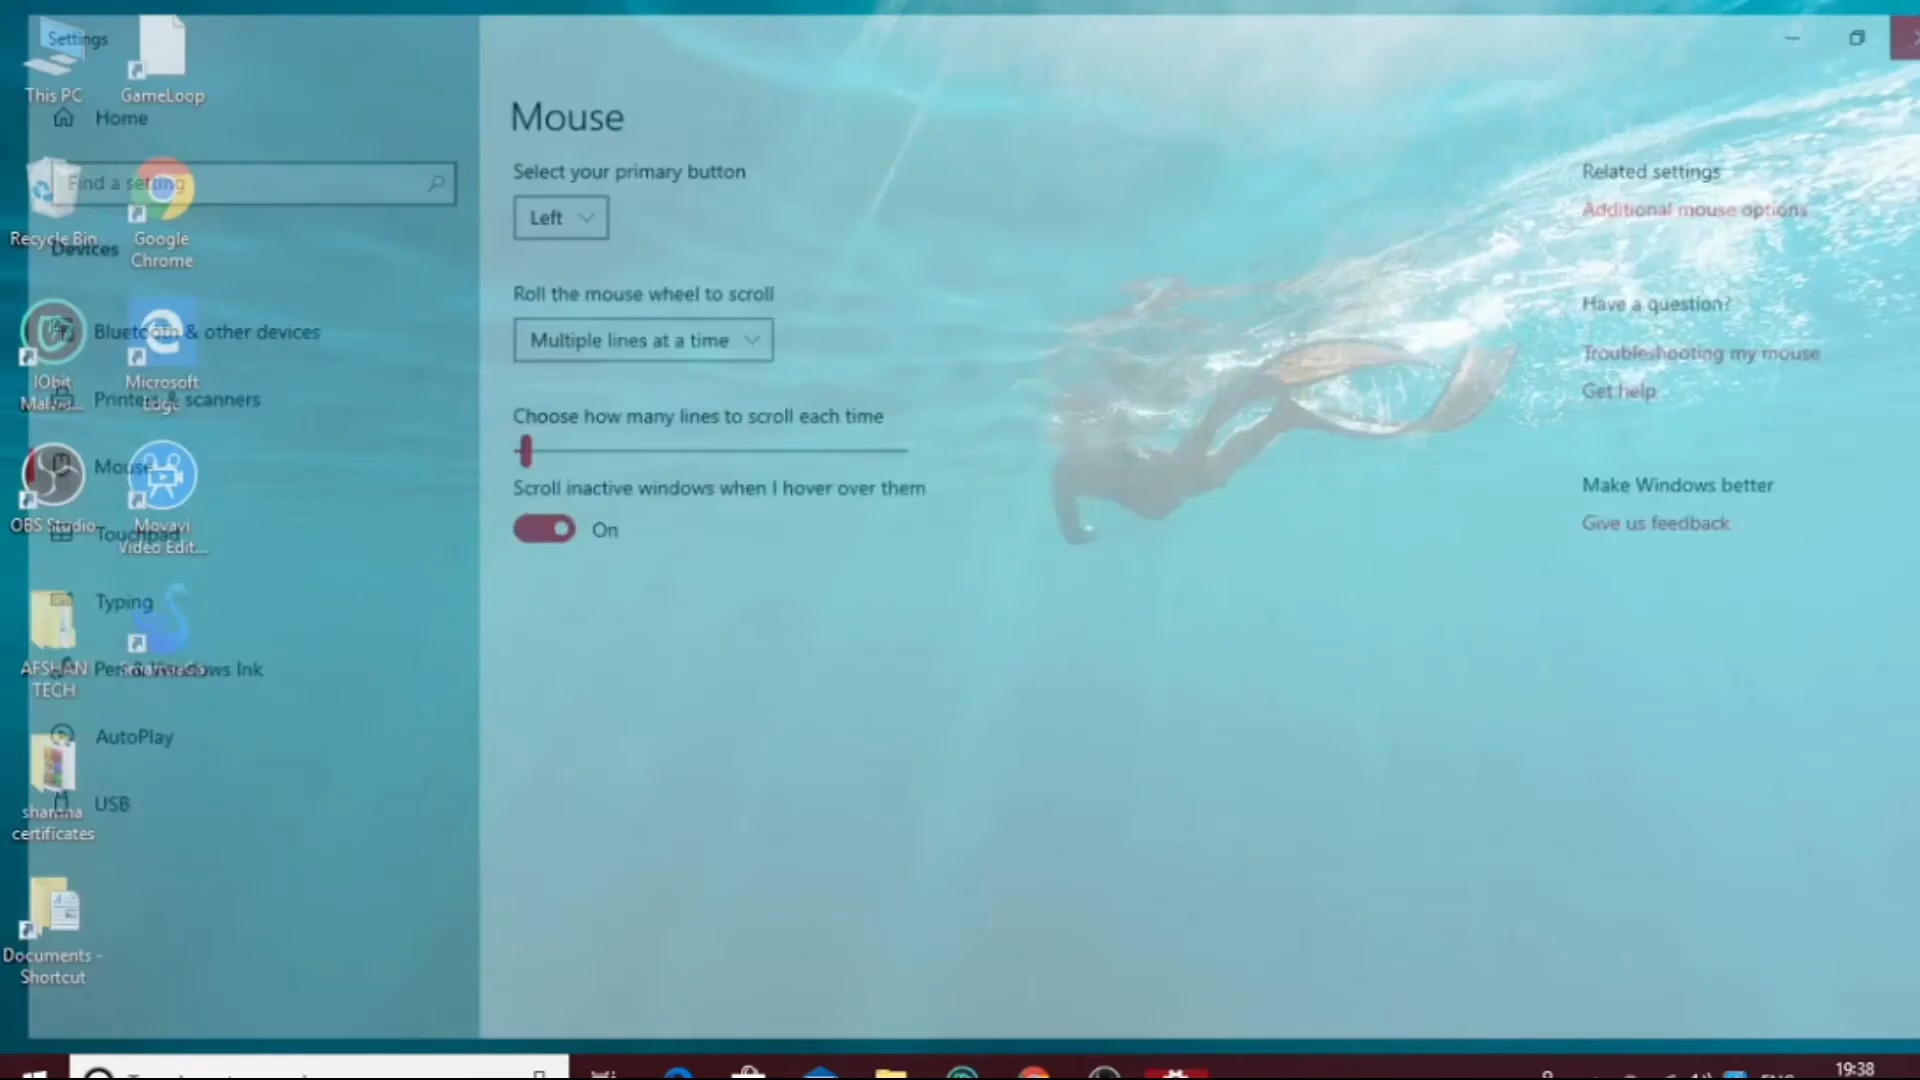 Settings
This PC
GameLoop
Home
Find a setting
Recycle Bin
Google
Chrome
Devices
Bluetooth & other devices
IObit
Malw...
Microsoft
Edge
Printers & scanners
Mouse
OBS Studio
Movavi
Video Edit...
Touchpad
Typing
AFSHAN
TECH
Pen & Windows Ink
AutoPlay
USB
shamna
certificates
Documents -
Shortcut
Mouse
Select your primary button
Left
Roll the mouse wheel to scroll
Multiple lines at a time
Choose how many lines to scroll each time
Scroll inactive windows when I hover over them
On
Related settings
Additional mouse options
Have a question?
Troubleshooting my mouse
Get help
Make Windows better
Give us feedback
19:38